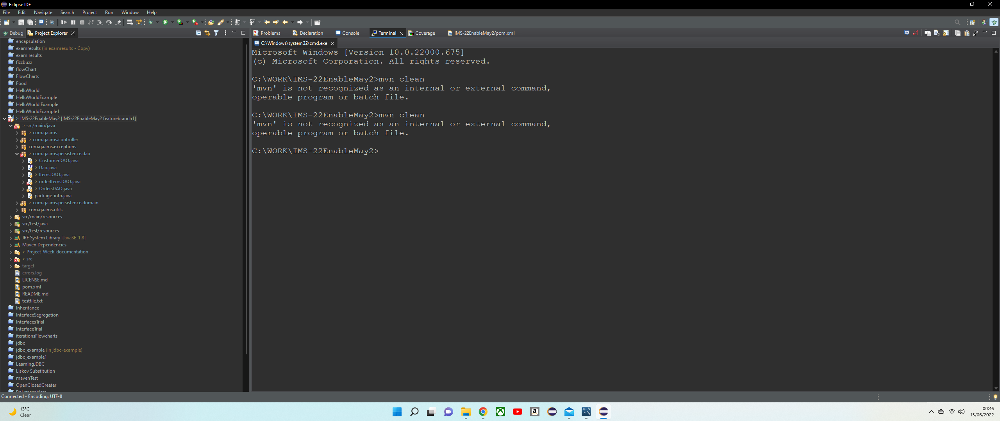 Eclipse IDE
File Edit Navigate Search Project Run Window Help
Debug Project Explorer
encapsulation
examresults (in examresults - Copy)
exam results
fizzbuzz
flowChart
FlowCharts
Food
HelloWorld
HelloWorldExample
HelloWorld Example
HelloWorldExample1
> IMS-22EnableMay2 [IMS-22EnableMay2 featurebranch1]
> src/main/java
> com.qa.ims
> com.qa.ims.controller
com.qa.ims.exceptions
> com.qa.ims.persistence.dao
> CustomerDAO.java
> Dao.java
> ItemsDAO.java
> orderItemsDAO.java
> OrdersDAO.java
package-info.java
> com.qa.ims.persistence.domain
com.qa.ims.utils
src/main/resources
src/test/java
src/test/resources
JRE System Library [JavaSE-1.8]
Maven Dependencies
> Project-Week-documentation
> src
target
errors.log
LICENSE.md
pom.xml
README.md
testfile.txt
Inheritance
InterfaceSegregation
InterfacesTrial
InterfaceTrial
iterationsFlowcharts
jdbc
jdbc_example (in jdbc-example)
jdbc_example1
LearningJDBC
Liskov Substitution
mavenTest
OpenClosedGreeter
Problems Declaration Console Terminal Coverage IMS-22EnableMay2/pom.xml
C:\Windows\system32\cmd.exe
Microsoft Windows [Version 10.0.22000.675]
(c) Microsoft Corporation. All rights reserved.
C:\WORK\IMS-22EnableMay2>mvn clean
'mvn' is not recognized as an internal or external command,
operable program or batch file.
C:\WORK\IMS-22EnableMay2>mvn clean
'mvn' is not recognized as an internal or external command,
operable program or batch file.
C:\WORK\IMS-22EnableMay2>
Connected - Encoding: UTF-8
13°C
Clear
00:46
13/06/2022